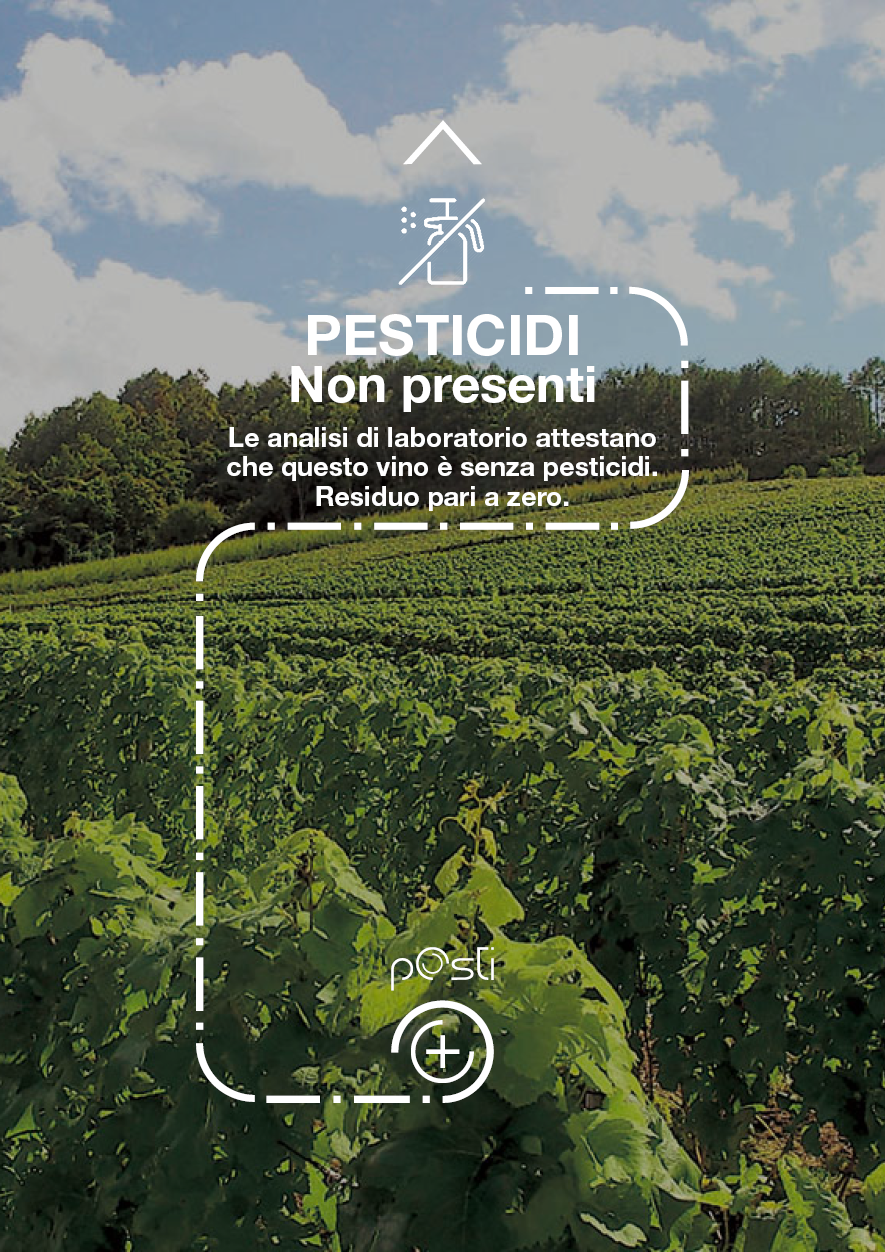 PESTICIDI
Non presenti
Le analisi di laboratorio attestano
che questo vino è senza pesticidi.
Residuo pari a zero.
posti